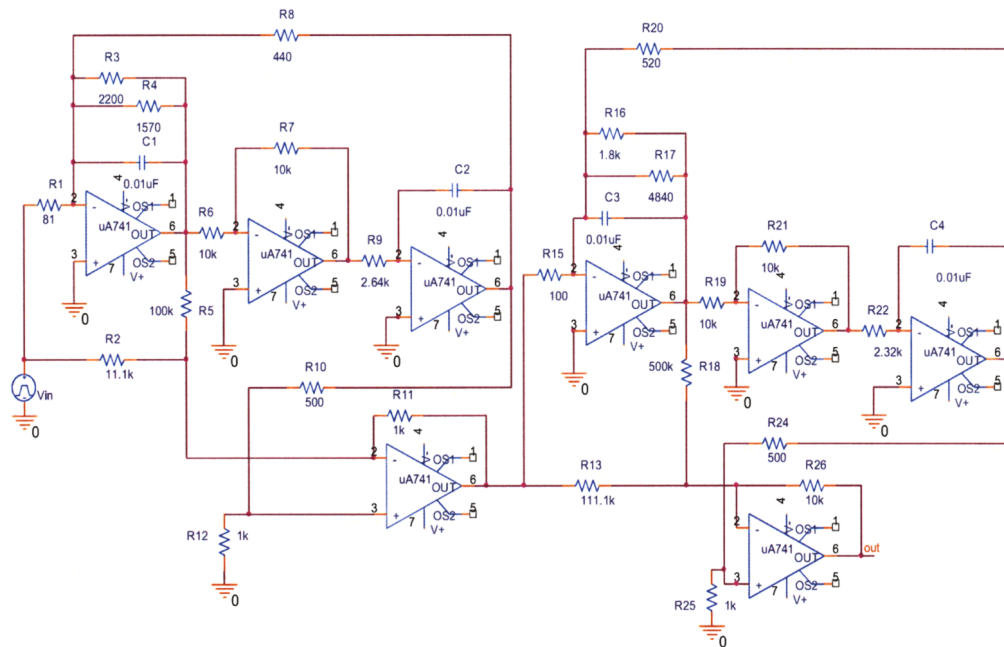 R8
440
R20
520
R3
2200
R4
1570
C1
0.01uF
R7
10k
C2
0.01uF
R16
1.8k
R17
4840
C3
0.01uF
R21
10k
C4
0.01uF
R1
81
2
-
3
+
4
V-
OS1
1
uA741
OUT
6
OS2
5
7
V+
0
R6
10k
2
-
3
+
4
V-
OS1
1
uA741
OUT
6
OS2
5
7
V+
0
R9
2.64k
2
-
3
+
4
V-
OS1
1
uA741
OUT
6
OS2
5
7
V+
0
R15
100
2
-
3
+
4
V-
OS1
1
uA741
OUT
6
OS2
5
7
V+
0
R19
10k
2
-
3
+
4
V-
OS1
1
uA741
OUT
6
OS2
5
7
V+
0
R22
2.32k
2
-
3
+
4
V-
OS1
1
uA741
OUT
6
OS2
5
7
V+
0
100k
R5
R2
11.1k
Vin
0
R10
500
R11
1k
500k
R18
R24
500
2
-
3
+
4
V-
OS1
1
uA741
OUT
6
OS2
5
7
V+
R12
1k
0
R13
111.1k
R26
10k
2
-
3
+
4
V-
OS1
1
uA741
OUT
6
OS2
5
7
V+
out
R25
1k
0